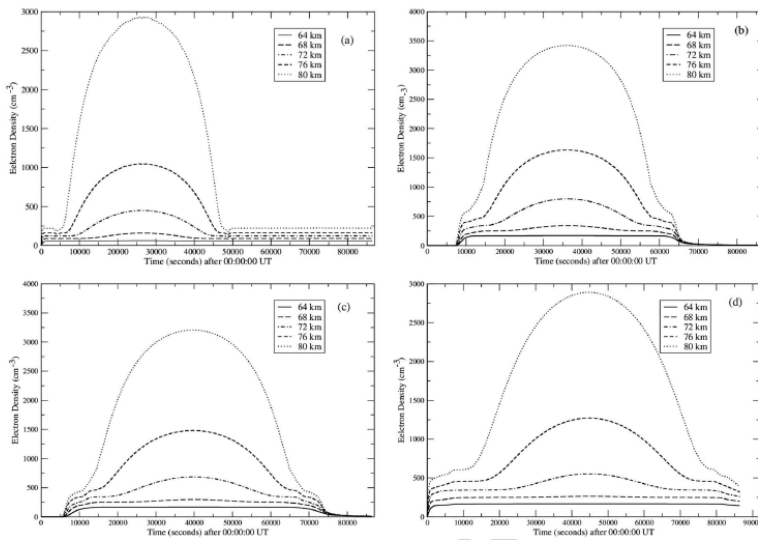 3000
2500
2000
1500
1000
500
0
Eelctron Density (cm-3)
64 km
68 km
72 km
76 km
80 km
(a)
0 10000 20000 30000 40000 50000 60000 70000 80000
Time (seconds) after 00:00:00 UT
4000
3500
3000
2500
2000
1500
1000
500
0
Electron Density (cm-3)
64 km
68 km
72 km
76 km
80 km
(b)
0 10000 20000 30000 40000 50000 60000 70000 80000
Time (seconds) after 00:00:00 UT
4000
3500
3000
2500
2000
1500
1000
500
0
Electron Density (cm-3)
64 km
68 km
72 km
76 km
80 km
(c)
0 10000 20000 30000 40000 50000 60000 70000 80000
Time (seconds) after 00:00:00 UT
3000
2500
2000
1500
1000
500
0
Eelctron Density (cm-3)
64 km
68 km
72 km
76 km
80 km
(d)
0 10000 20000 30000 40000 50000 60000 70000 80000 90000
Time (seconds) after 00:00:00 UT